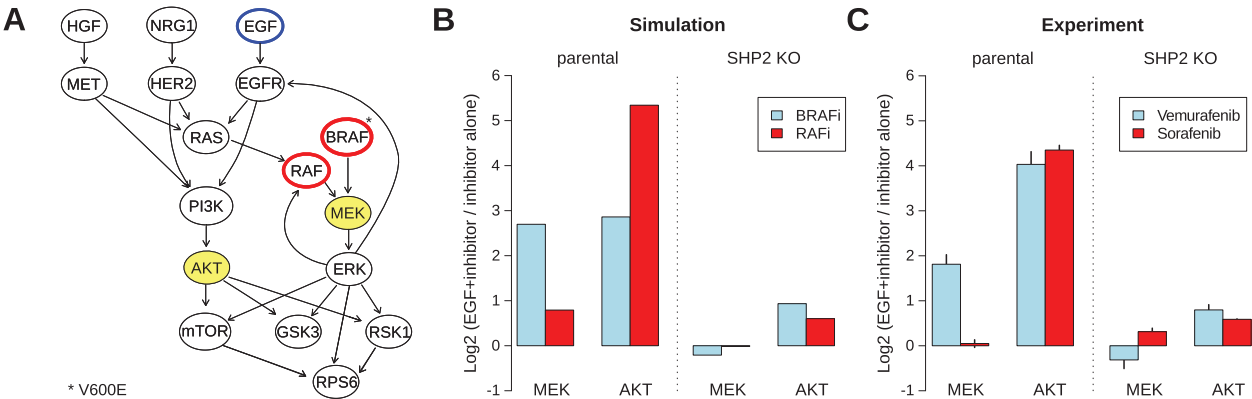 A
HGF
NRG1
EGF
MET
HER2
EGFR
RAS
BRAF
*
RAF
PI3K
MEK
AKT
ERK
mTOR
GSK3
RSK1
RPS6
* V600E
B
Simulation
parental
SHP2 KO
Log2 (EGF+inhibitor / inhibitor alone)
6
5
4
3
2
1
0
-1
BRAFi
RAFi
MEK
AKT
MEK
AKT
C
Experiment
parental
SHP2 KO
Log2 (EGF+inhibitor / inhibitor alone)
6
5
4
3
2
1
0
-1
Vemurafenib
Sorafenib
MEK
AKT
MEK
AKT